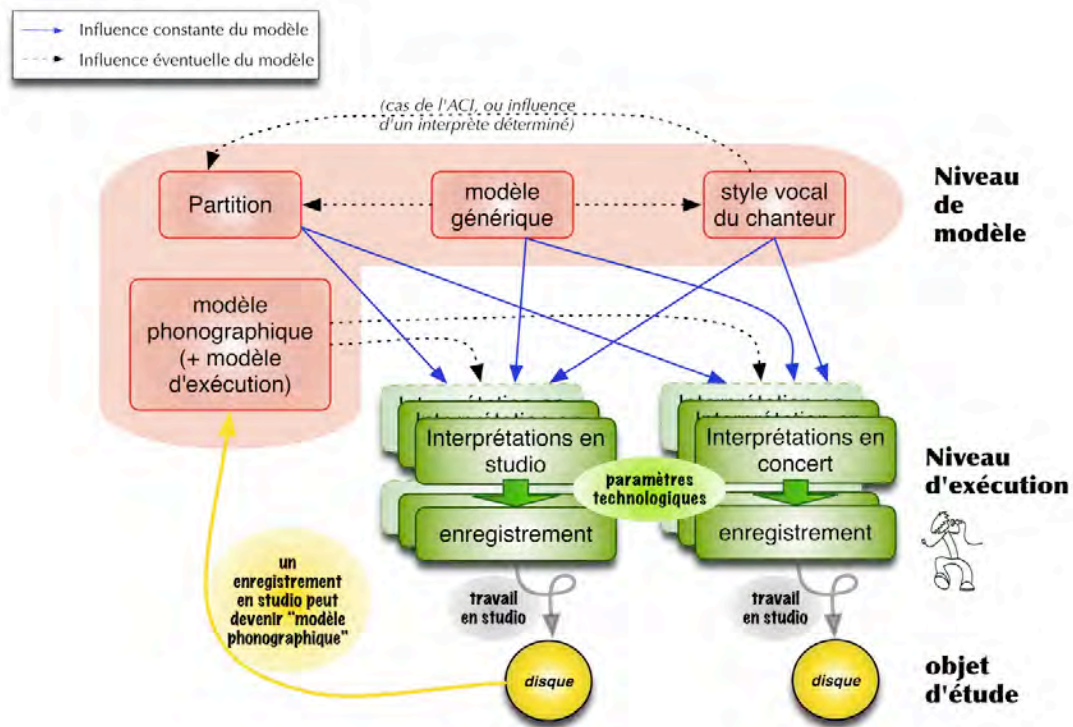 Influence constante du modèle
Influence éventuelle du modèle
(cas de l'ACI, ou influence
d'un interprète déterminé)
Partition
modèle
générique
style vocal
du chanteur
Niveau
de
modèle
modèle
phonographique
(+ modèle
d'exécution)
Interprétations en
studio
Interprétations en
concert
paramètres
technologiques
Niveau
d'exécution
enregistrement
enregistrement
un
enregistrement
en studio peut
devenir "modèle
phonographique"
travail
en studio
travail
en studio
disque
disque
objet
d'étude